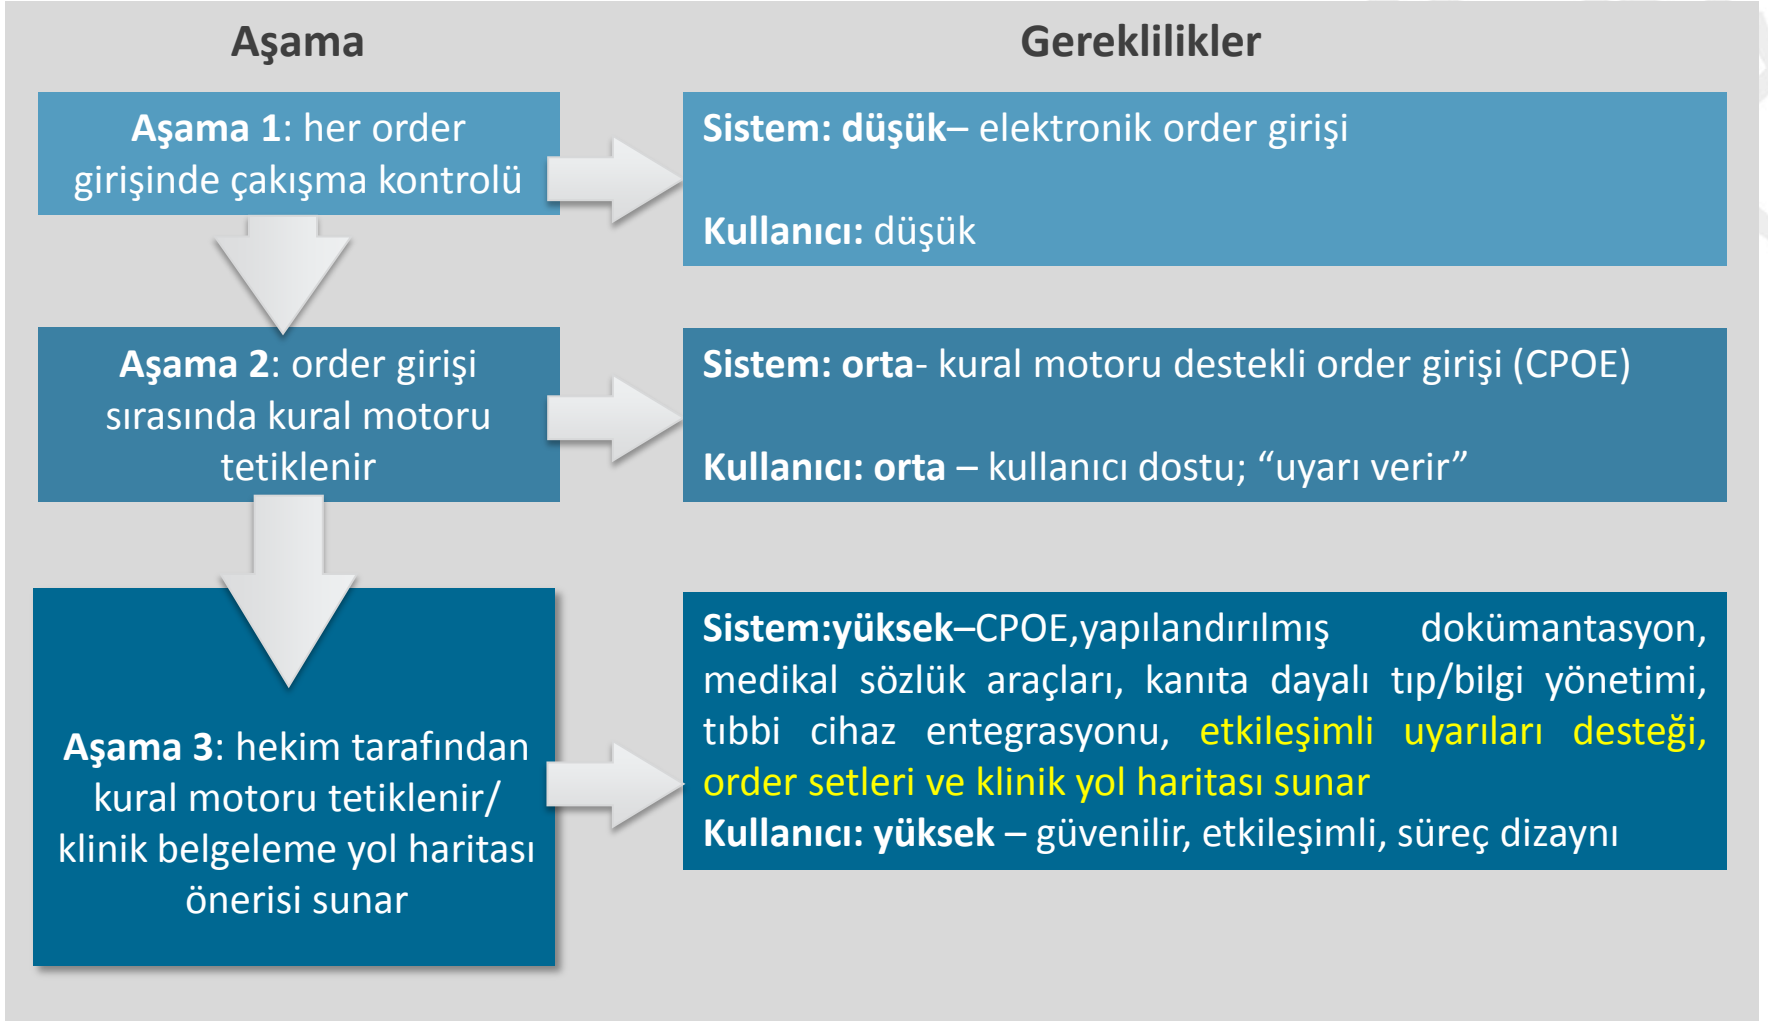 Aşama
Gereklilikler
Aşama 1: her order
girişinde çakışma kontrolü
Sistem: düşük– elektronik order girişi
Kullanıcı: düşük
Aşama 2: order girişi
sırasında kural motoru
tetiklenir
Sistem: orta- kural motoru destekli order girişi (CPOE)
Kullanıcı: orta – kullanıcı dostu; “uyarı verir”
Aşama 3: hekim tarafından
kural motoru tetiklenir/
klinik belgeleme yol haritası
önerisi sunar
Sistem:yüksek–CPOE,yapılandırılmış dokümantasyon,
medikal sözlük araçları, kanıta dayalı tıp/bilgi yönetimi,
tıbbi cihaz entegrasyonu, etkileşimli uyarıları desteği,
order setleri ve klinik yol haritası sunar
Kullanıcı: yüksek – güvenilir, etkileşimli, süreç dizaynı